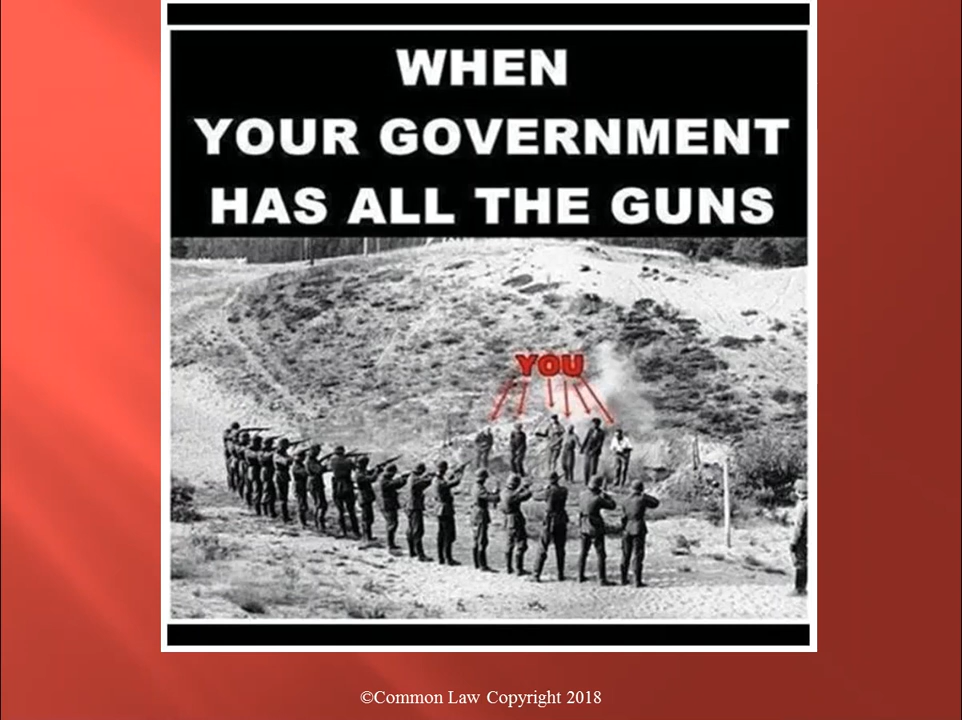 WHEN
YOUR GOVERNMENT
HAS ALL THE GUNS
YOU
©Common Law Copyright 2018